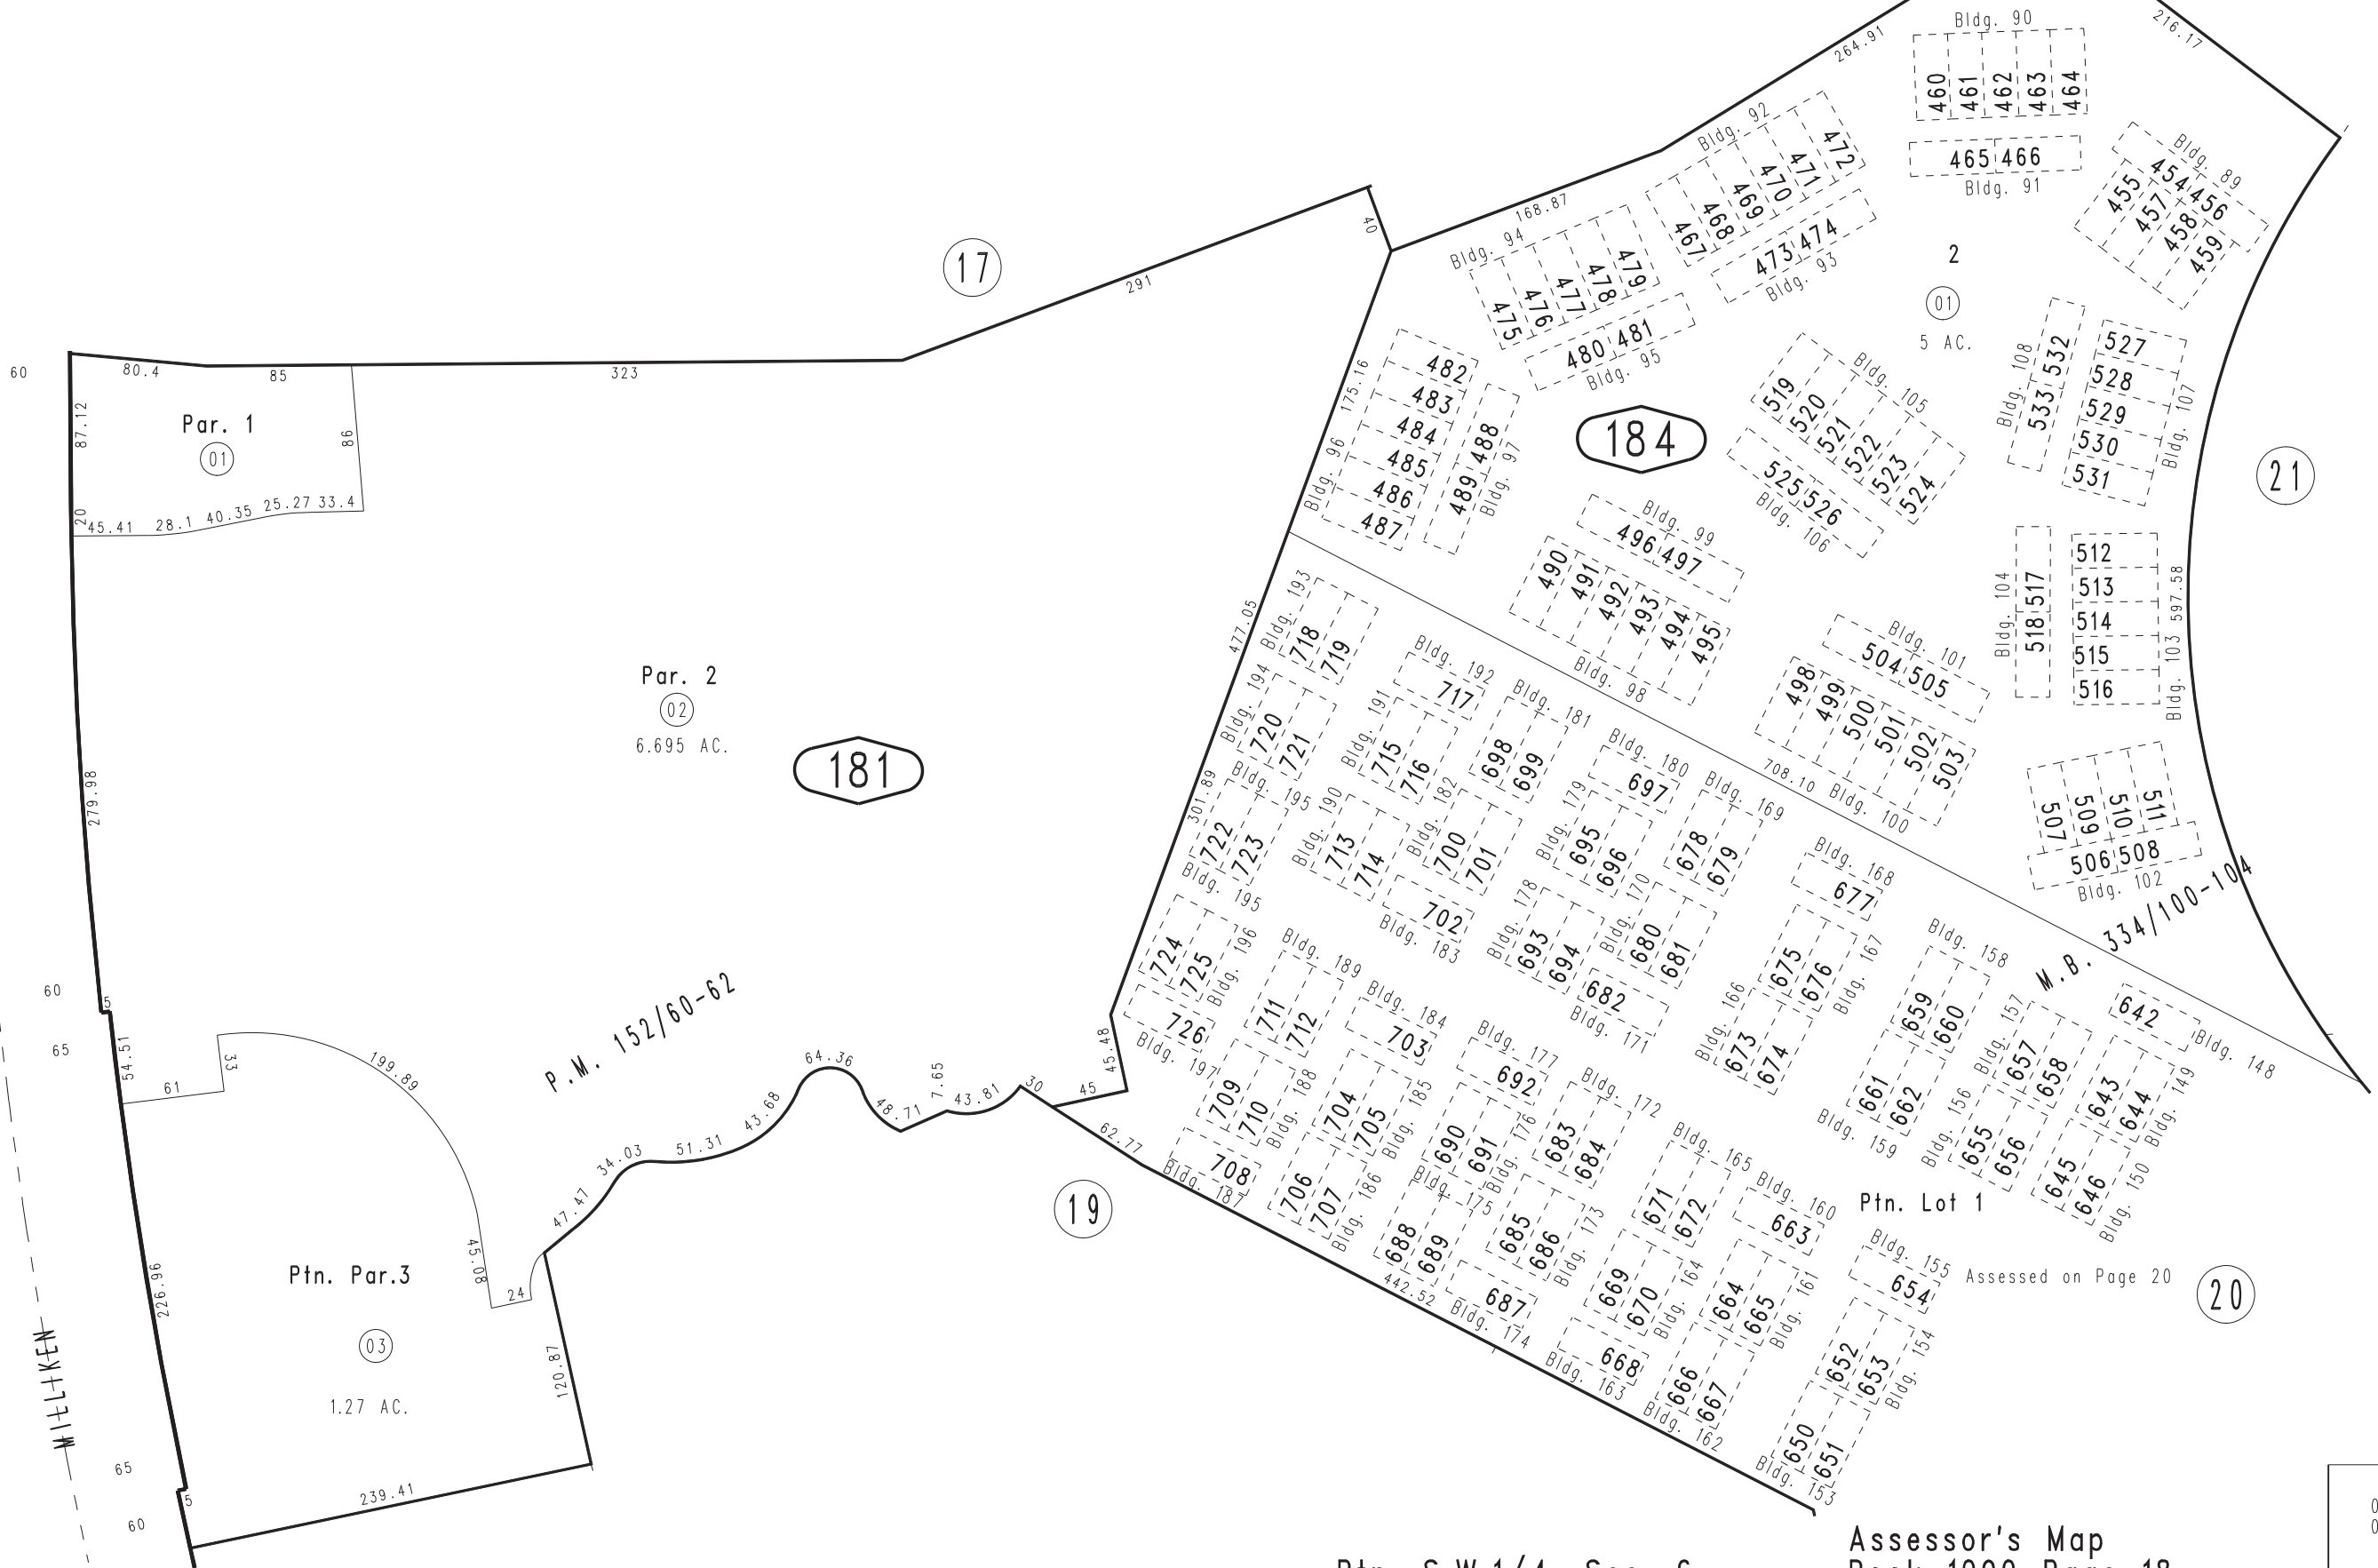 60
80.4
85
323
291
40
87.12
20
Par. 1
01
86
45.41
28.1
40.35
25.27
33.4
17
Par. 2
02
6.695 AC.
181
279.98
P.M. 152/60-62
60
5
65
54.51
61
33
199.89
45.08
24
Ptn. Par.3
03
1.27 AC.
226.96
MILLIKEN
65
5
60
239.41
120.87
47.47
34.03
51.31
43.68
64.36
48.71
7.65
43.81
30
45
45.48
62.77
19
442.52
301.89
477.05
175.16
168.87
264.91
216.17
Bldg. 90
460
461
462
463
464
465
466
Bldg. 91
Bldg. 89
454
456
455
457
458
459
Bldg. 92
467
468
469
470
471
472
473
474
Bldg. 93
Bldg. 94
475
476
477
478
479
480
481
Bldg. 95
2
01
5 AC.
184
Bldg. 96
482
483
484
485
486
487
488
489
Bldg. 97
Bldg. 105
519
520
521
522
523
524
525
526
Bldg. 106
Bldg. 108
532
533
527
528
529
530
531
Bldg. 107
21
Bldg. 99
496
497
490
491
492
493
494
495
Bldg. 98
Bldg. 104
517
518
512
513
514
515
516
Bldg. 103
597.58
Bldg. 101
504
505
498
499
500
501
502
503
Bldg. 100
708.10
507
509
510
511
506
508
Bldg. 102
M.B. 334/100-104
Bldg. 193
718
719
Bldg. 194
720
721
Bldg. 195
722
723
Bldg. 195
724
725
Bldg. 196
726
Bldg. 197
Bldg. 192
717
Bldg. 191
715
716
Bldg. 190
713
714
Bldg. 181
698
699
Bldg. 182
700
701
702
Bldg. 183
Bldg. 180
697
Bldg. 179
695
696
Bldg. 178
693
694
Bldg. 169
678
679
Bldg. 170
680
681
682
Bldg. 171
Bldg. 168
677
675
676
Bldg. 167
Bldg. 166
673
674
Bldg. 189
711
712
709
710
Bldg. 188
708
Bldg. 187
Bldg. 184
703
704
705
Bldg. 185
706
707
Bldg. 186
Bldg. 177
692
690
691
Bldg. 176
Bldg. 175
688
689
Bldg. 172
683
684
685
686
Bldg. 173
687
Bldg. 174
Bldg. 165
671
672
669
670
Bldg. 164
668
Bldg. 163
Bldg. 160
663
664
665
Bldg. 161
666
667
Bldg. 162
Bldg. 158
659
660
661
662
Bldg. 159
Bldg. 157
657
658
Bldg. 156
655
656
642
Bldg. 148
643
644
Bldg. 149
645
646
Bldg. 150
Ptn. Lot 1
Assessed on Page 20
20
Bldg. 155
654
652
653
Bldg. 154
650
651
Bldg. 153
Assessor's Map